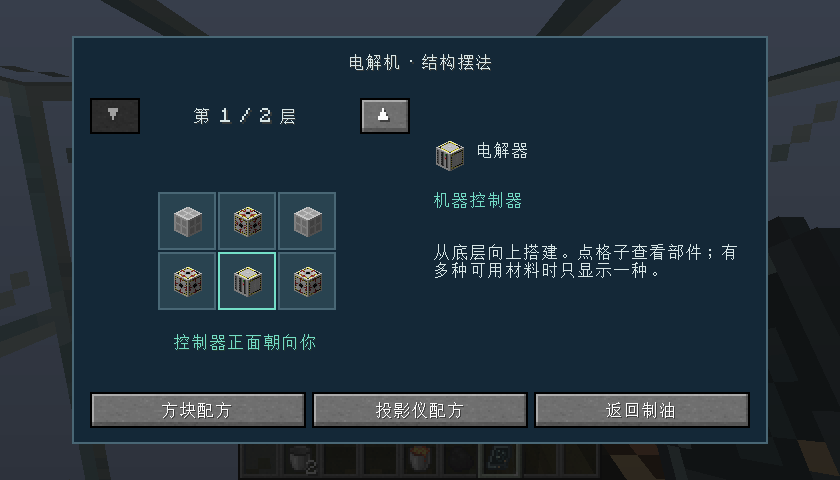 电解机 · 结构摆法
第 1 / 2 层
电解器
机器控制器
从底层向上搭建。点格子查看部件；有
多种可用材料时只显示一种。
控制器正面朝向你
方块配方
投影仪配方
返回制油
2